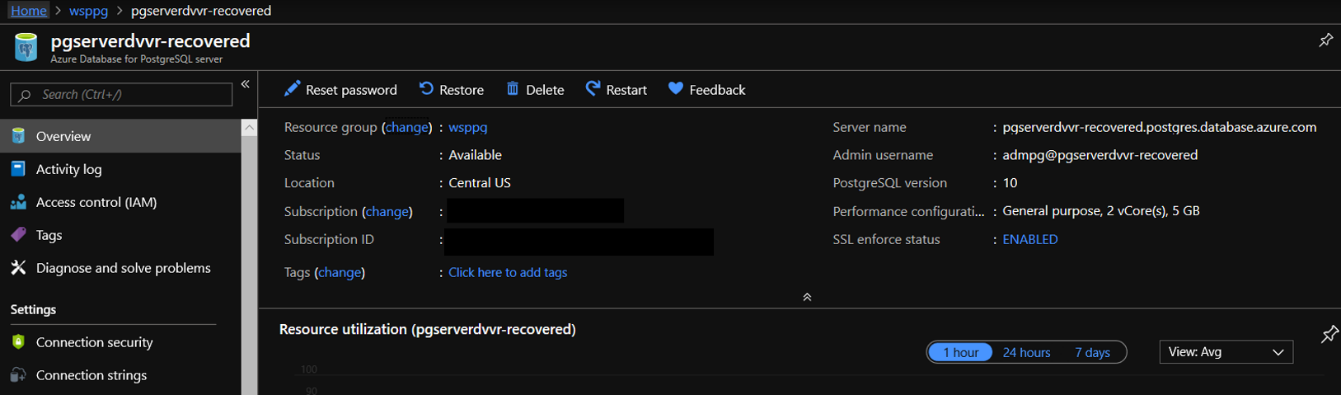 Home > wsppg > pgserverdvvr-recovered
pgserverdvvr-recovered
Azure Database for PostgreSQL server
Search (Ctrl+/)
«
Overview
Activity log
Access control (IAM)
Tags
Diagnose and solve problems
Settings
Connection security
Connection strings
Reset password Restore Delete Restart Feedback
Resource group (change) : wsppg
Status : Available
Location : Central US
Subscription (change) :
Subscription ID :
Tags (change) : Click here to add tags
Server name : pgserverdvvr-recovered.postgres.database.azure.com
Admin username : admpg@pgserverdvvr-recovered
PostgreSQL version : 10
Performance configurati... : General purpose, 2 vCore(s), 5 GB
SSL enforce status : ENABLED
Resource utilization (pgserverdvvr-recovered)
1 hour 24 hours 7 days
View: Avg
100
90